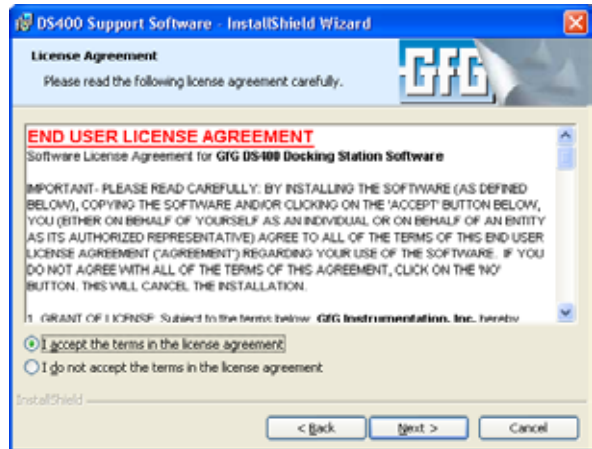 DS400 Support Software - InstallShield Wizard
License Agreement
Please read the following license agreement carefully.
GfG
END USER LICENSE AGREEMENT
Software License Agreement for GfG DS400 Docking Station Software
IMPORTANT- PLEASE READ CAREFULLY: BY INSTALLING THE SOFTWARE (AS DEFINED
BELOW), COPYING THE SOFTWARE AND/OR CLICKING ON THE 'ACCEPT' BUTTON BELOW,
YOU (EITHER ON BEHALF OF YOURSELF AS AN INDIVIDUAL OR ON BEHALF OF AN ENTITY
AS ITS AUTHORIZED REPRESENTATIVE) AGREE TO ALL OF THE TERMS OF THIS END USER
LICENSE AGREEMENT ('AGREEMENT') REGARDING YOUR USE OF THE SOFTWARE. IF YOU
DO NOT AGREE WITH ALL OF THE TERMS OF THIS AGREEMENT, CLICK ON THE 'NO'
BUTTON. THIS WILL CANCEL THE INSTALLATION.
1. GRANT OF LICENSE: Subject to the terms below, GfG Instrumentation, Inc. hereby
I accept the terms in the license agreement
I do not accept the terms in the license agreement
InstallShield
< Back
Next >
Cancel